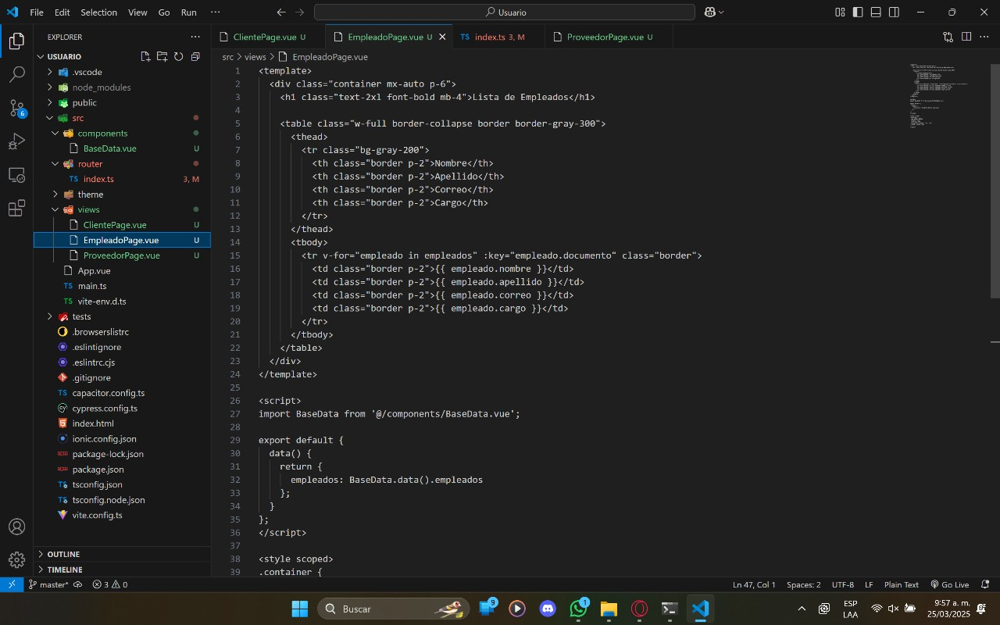 File Edit Selection View Go Run ··· Usuario
EXPLORER ···
USUARIO
.vscode
node_modules
public
src
components
BaseData.vue U
router
TS index.ts 3, M
theme
views
ClientePage.vue U
EmpleadoPage.vue U
ProveedorPage.vue U
App.vue
TS main.ts
TS vite-env.d.ts
tests
.browserslistrc
.eslintignore
.eslintrc.cjs
.gitignore
TS capacitor.config.ts
cypress.config.ts
index.html
ionic.config.json
package-lock.json
package.json
tsconfig.json
tsconfig.node.json
vite.config.ts
OUTLINE
TIMELINE
6
ClientePage.vue U EmpleadoPage.vue U TS index.ts 3, M ProveedorPage.vue U
src > views > EmpleadoPage.vue
1 <template>
2 <div class="container mx-auto p-6">
3 <h1 class="text-2xl font-bold mb-4">Lista de Empleados</h1>
4
5 <table class="w-full border-collapse border border-gray-300">
6 <thead>
7 <tr class="bg-gray-200">
8 <th class="border p-2">Nombre</th>
9 <th class="border p-2">Apellido</th>
10 <th class="border p-2">Correo</th>
11 <th class="border p-2">Cargo</th>
12 </tr>
13 </thead>
14 <tbody>
15 <tr v-for="empleado in empleados" :key="empleado.documento" class="border">
16 <td class="border p-2">{{ empleado.nombre }}</td>
17 <td class="border p-2">{{ empleado.apellido }}</td>
18 <td class="border p-2">{{ empleado.correo }}</td>
19 <td class="border p-2">{{ empleado.cargo }}</td>
20 </tr>
21 </tbody>
22 </table>
23 </div>
24 </template>
25
26 <script>
27 import BaseData from '@/components/BaseData.vue';
28
29 export default {
30 data() {
31 return {
32 empleados: BaseData.data().empleados
33 };
34 }
35 };
36 </script>
37
38 <style scoped>
39 .container {
master* 3 0 Ln 47, Col 1 Spaces: 2 UTF-8 LF Plain Text Go Live
Buscar 9 1 ESP LAA 9:57 a. m. 25/03/2025